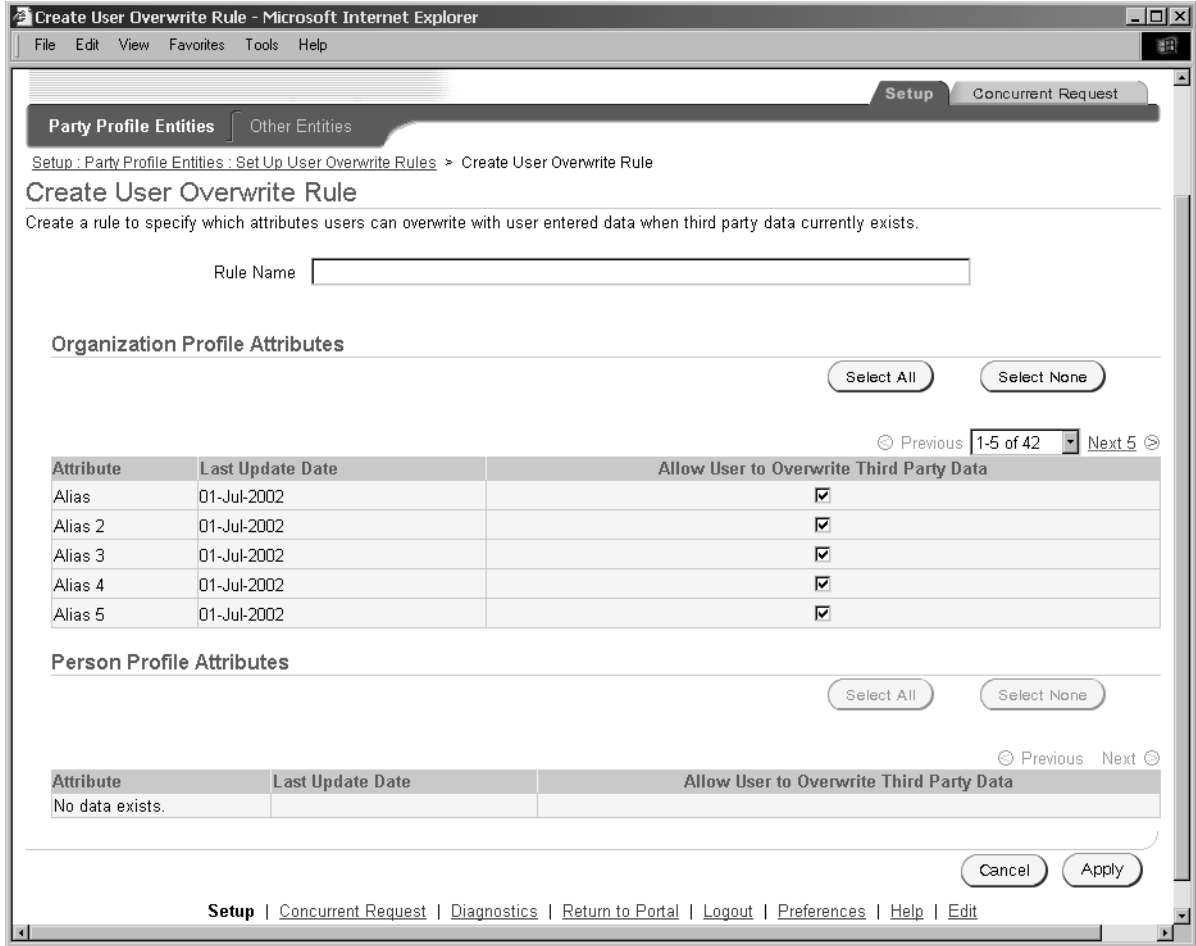 Create User Overwrite Rule - Microsoft Internet Explorer
File Edit View Favorites Tools Help
Setup Concurrent Request
Party Profile Entities Other Entities
Setup : Party Profile Entities : Set Up User Overwrite Rules > Create User Overwrite Rule
Create User Overwrite Rule
Create a rule to specify which attributes users can overwrite with user entered data when third party data currently exists.
Rule Name
Organization Profile Attributes
Select All Select None
Previous 1-5 of 42 Next 5
Attribute Last Update Date Allow User to Overwrite Third Party Data
Alias 01-Jul-2002
Alias 2 01-Jul-2002
Alias 3 01-Jul-2002
Alias 4 01-Jul-2002
Alias 5 01-Jul-2002
Person Profile Attributes
Select All Select None
Previous Next
Attribute Last Update Date Allow User to Overwrite Third Party Data
No data exists.
Cancel Apply
Setup | Concurrent Request | Diagnostics | Return to Portal | Logout | Preferences | Help | Edit